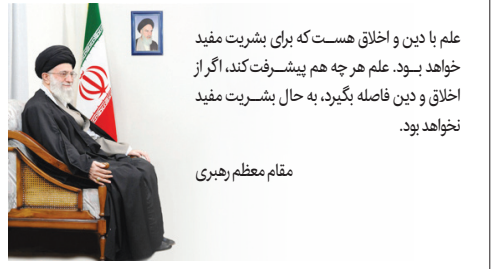 علم با دین و اخلاق هست که برای بشریت مفید
خواهد بود. علم هر چه هم پیشرفت کند، اگر از
اخلاق و دین فاصله بگیرد، به حال بشریت مفید
نخواهد بود.
مقام معظم رهبری